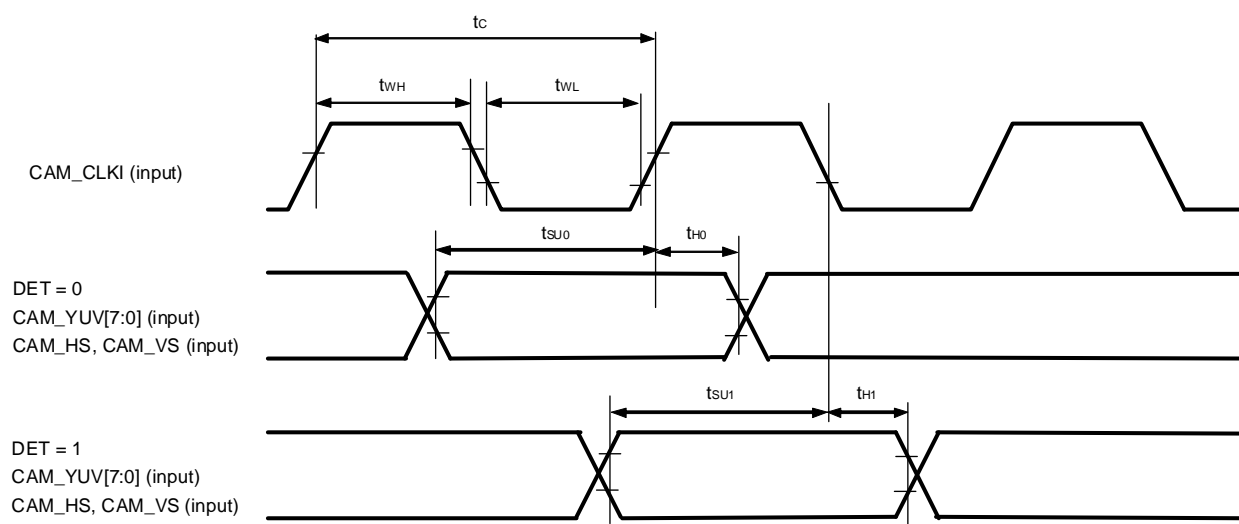 tC
tWH
tWL
CAM_CLKI (input)
tSU0
tH0
DET = 0
CAM_YUV[7:0] (input)
CAM_HS, CAM_VS (input)
tSU1
tH1
DET = 1
CAM_YUV[7:0] (input)
CAM_HS, CAM_VS (input)